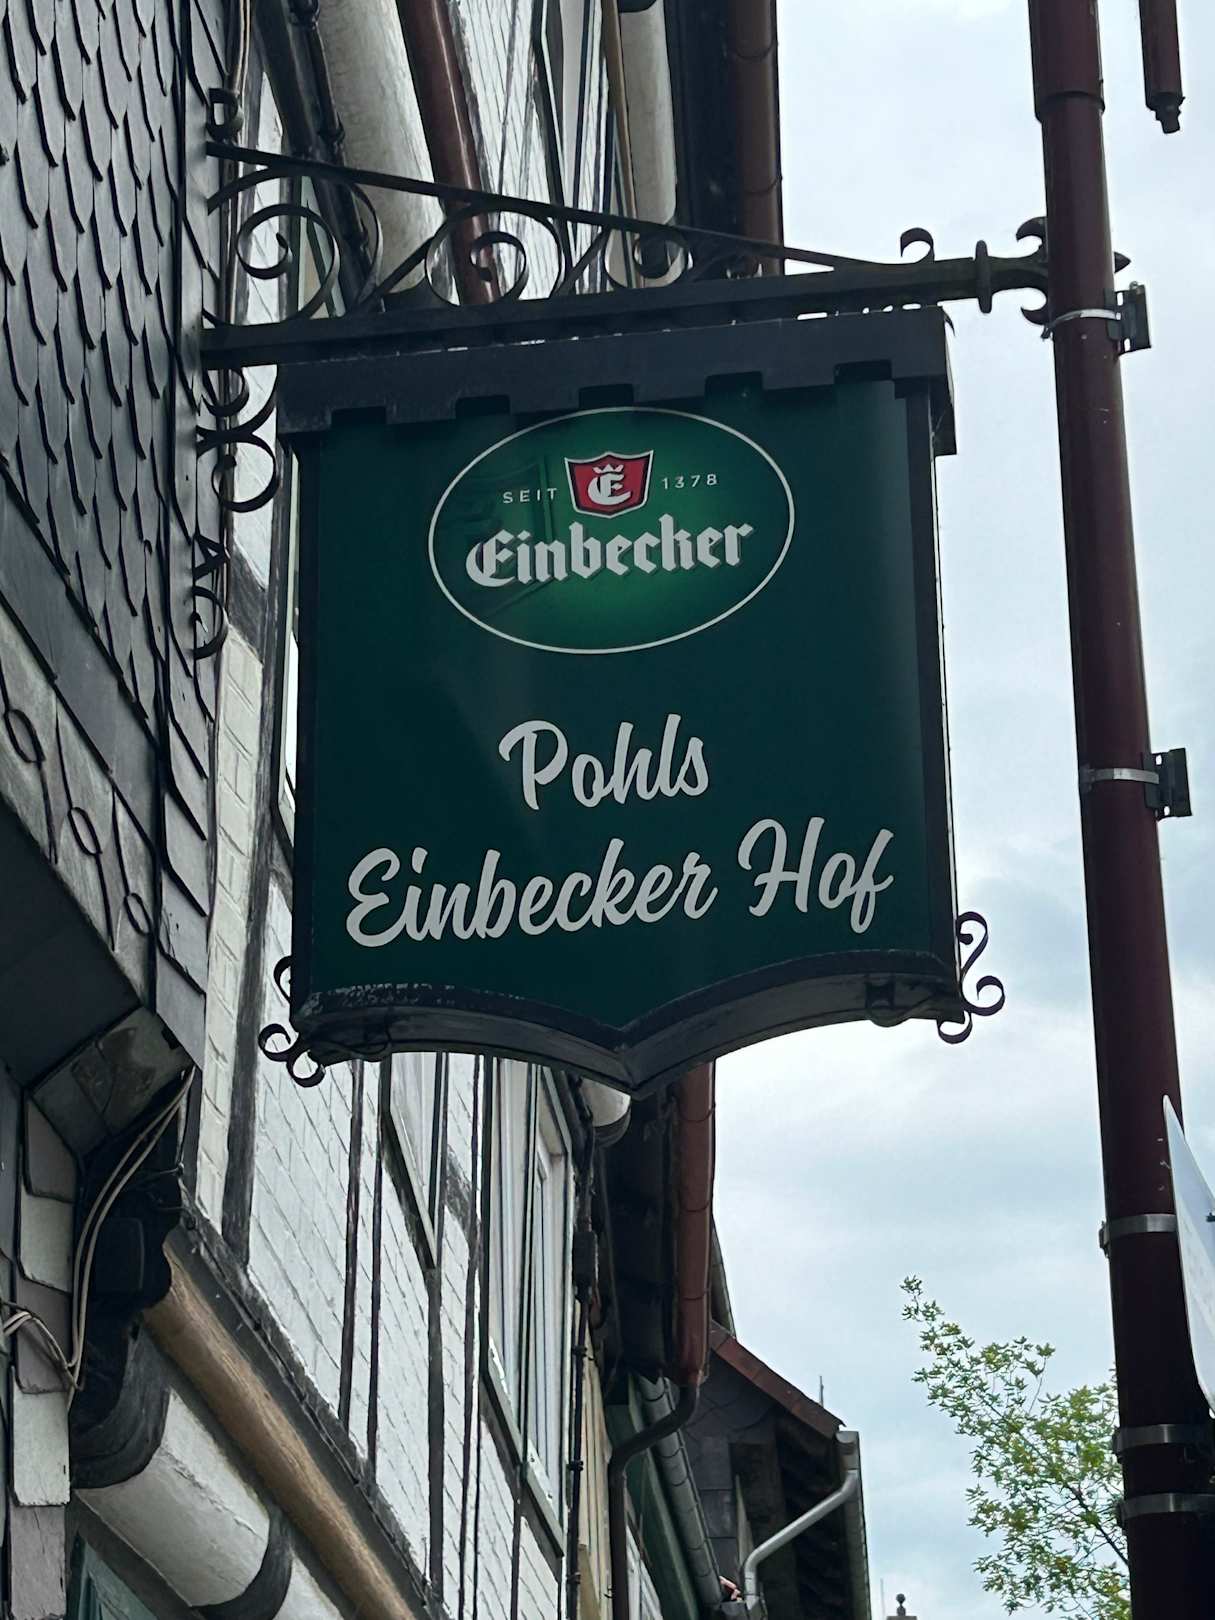 SEIT E 1378
Einbecker
Pohls
Einbecker Hof